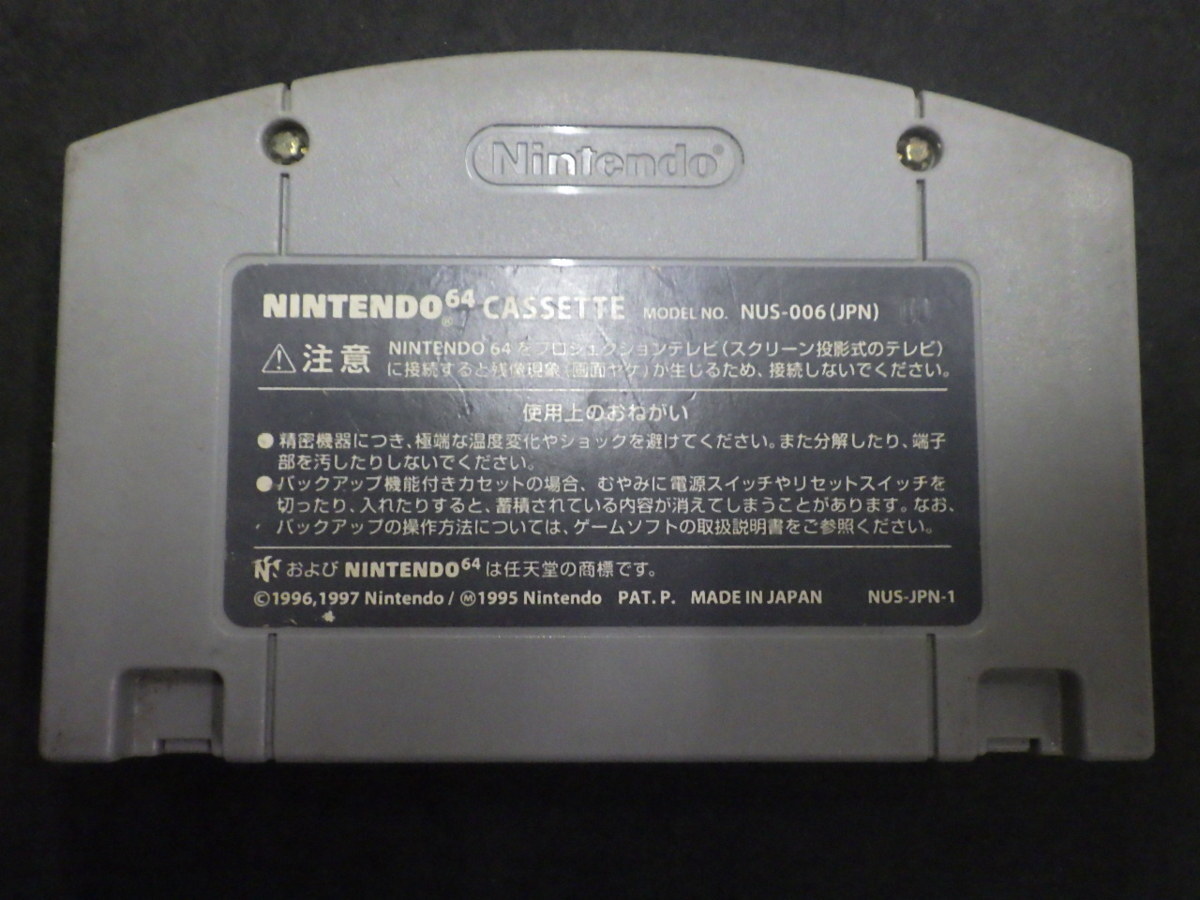 Nintendo®
NINTENDO64® CASSETTE MODEL NO. NUS-006(JPN)
⚠注意 NINTENDO 64をプロジェクションテレビ(スクリーン投影式のテレビ)
に接続すると残像現象(画面ヤケ)が生じるため、接続しないでください。
使用上のおねがい
●精密機器につき、極端な温度変化やショックを避けてください。また分解したり、端子
部を汚したりしないでください。
●バックアップ機能付きカセットの場合、むやみに電源スイッチやリセットスイッチを
切ったり、入れたりすると、蓄積されている内容が消えてしまうことがあります。なお、
バックアップの操作方法については、ゲームソフトの取扱説明書をご参照ください。
および NINTENDO64 は任天堂の商標です。
©1996,1997 Nintendo / Ⓜ1995 Nintendo PAT.P. MADE IN JAPAN NUS-JPN-1